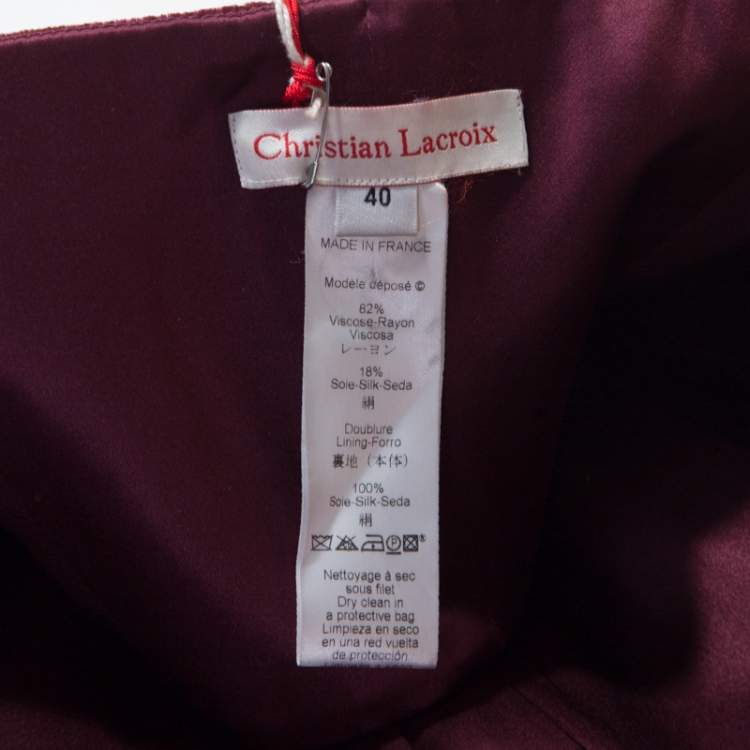 Christian Lacroix
40
MADE IN FRANCE
Modèle déposé ©
82%
Viscose-Rayon
Viscosa
レーヨン
18%
Soie-Silk-Seda
絹
Doublure
Lining-Forro
裏地 (本体)
100%
Soie-Silk-Seda
絹
Nettoyage à sec
sous filet
Dry clean in
a protective bag
Limpieza en seco
en una red vuelta
de protección